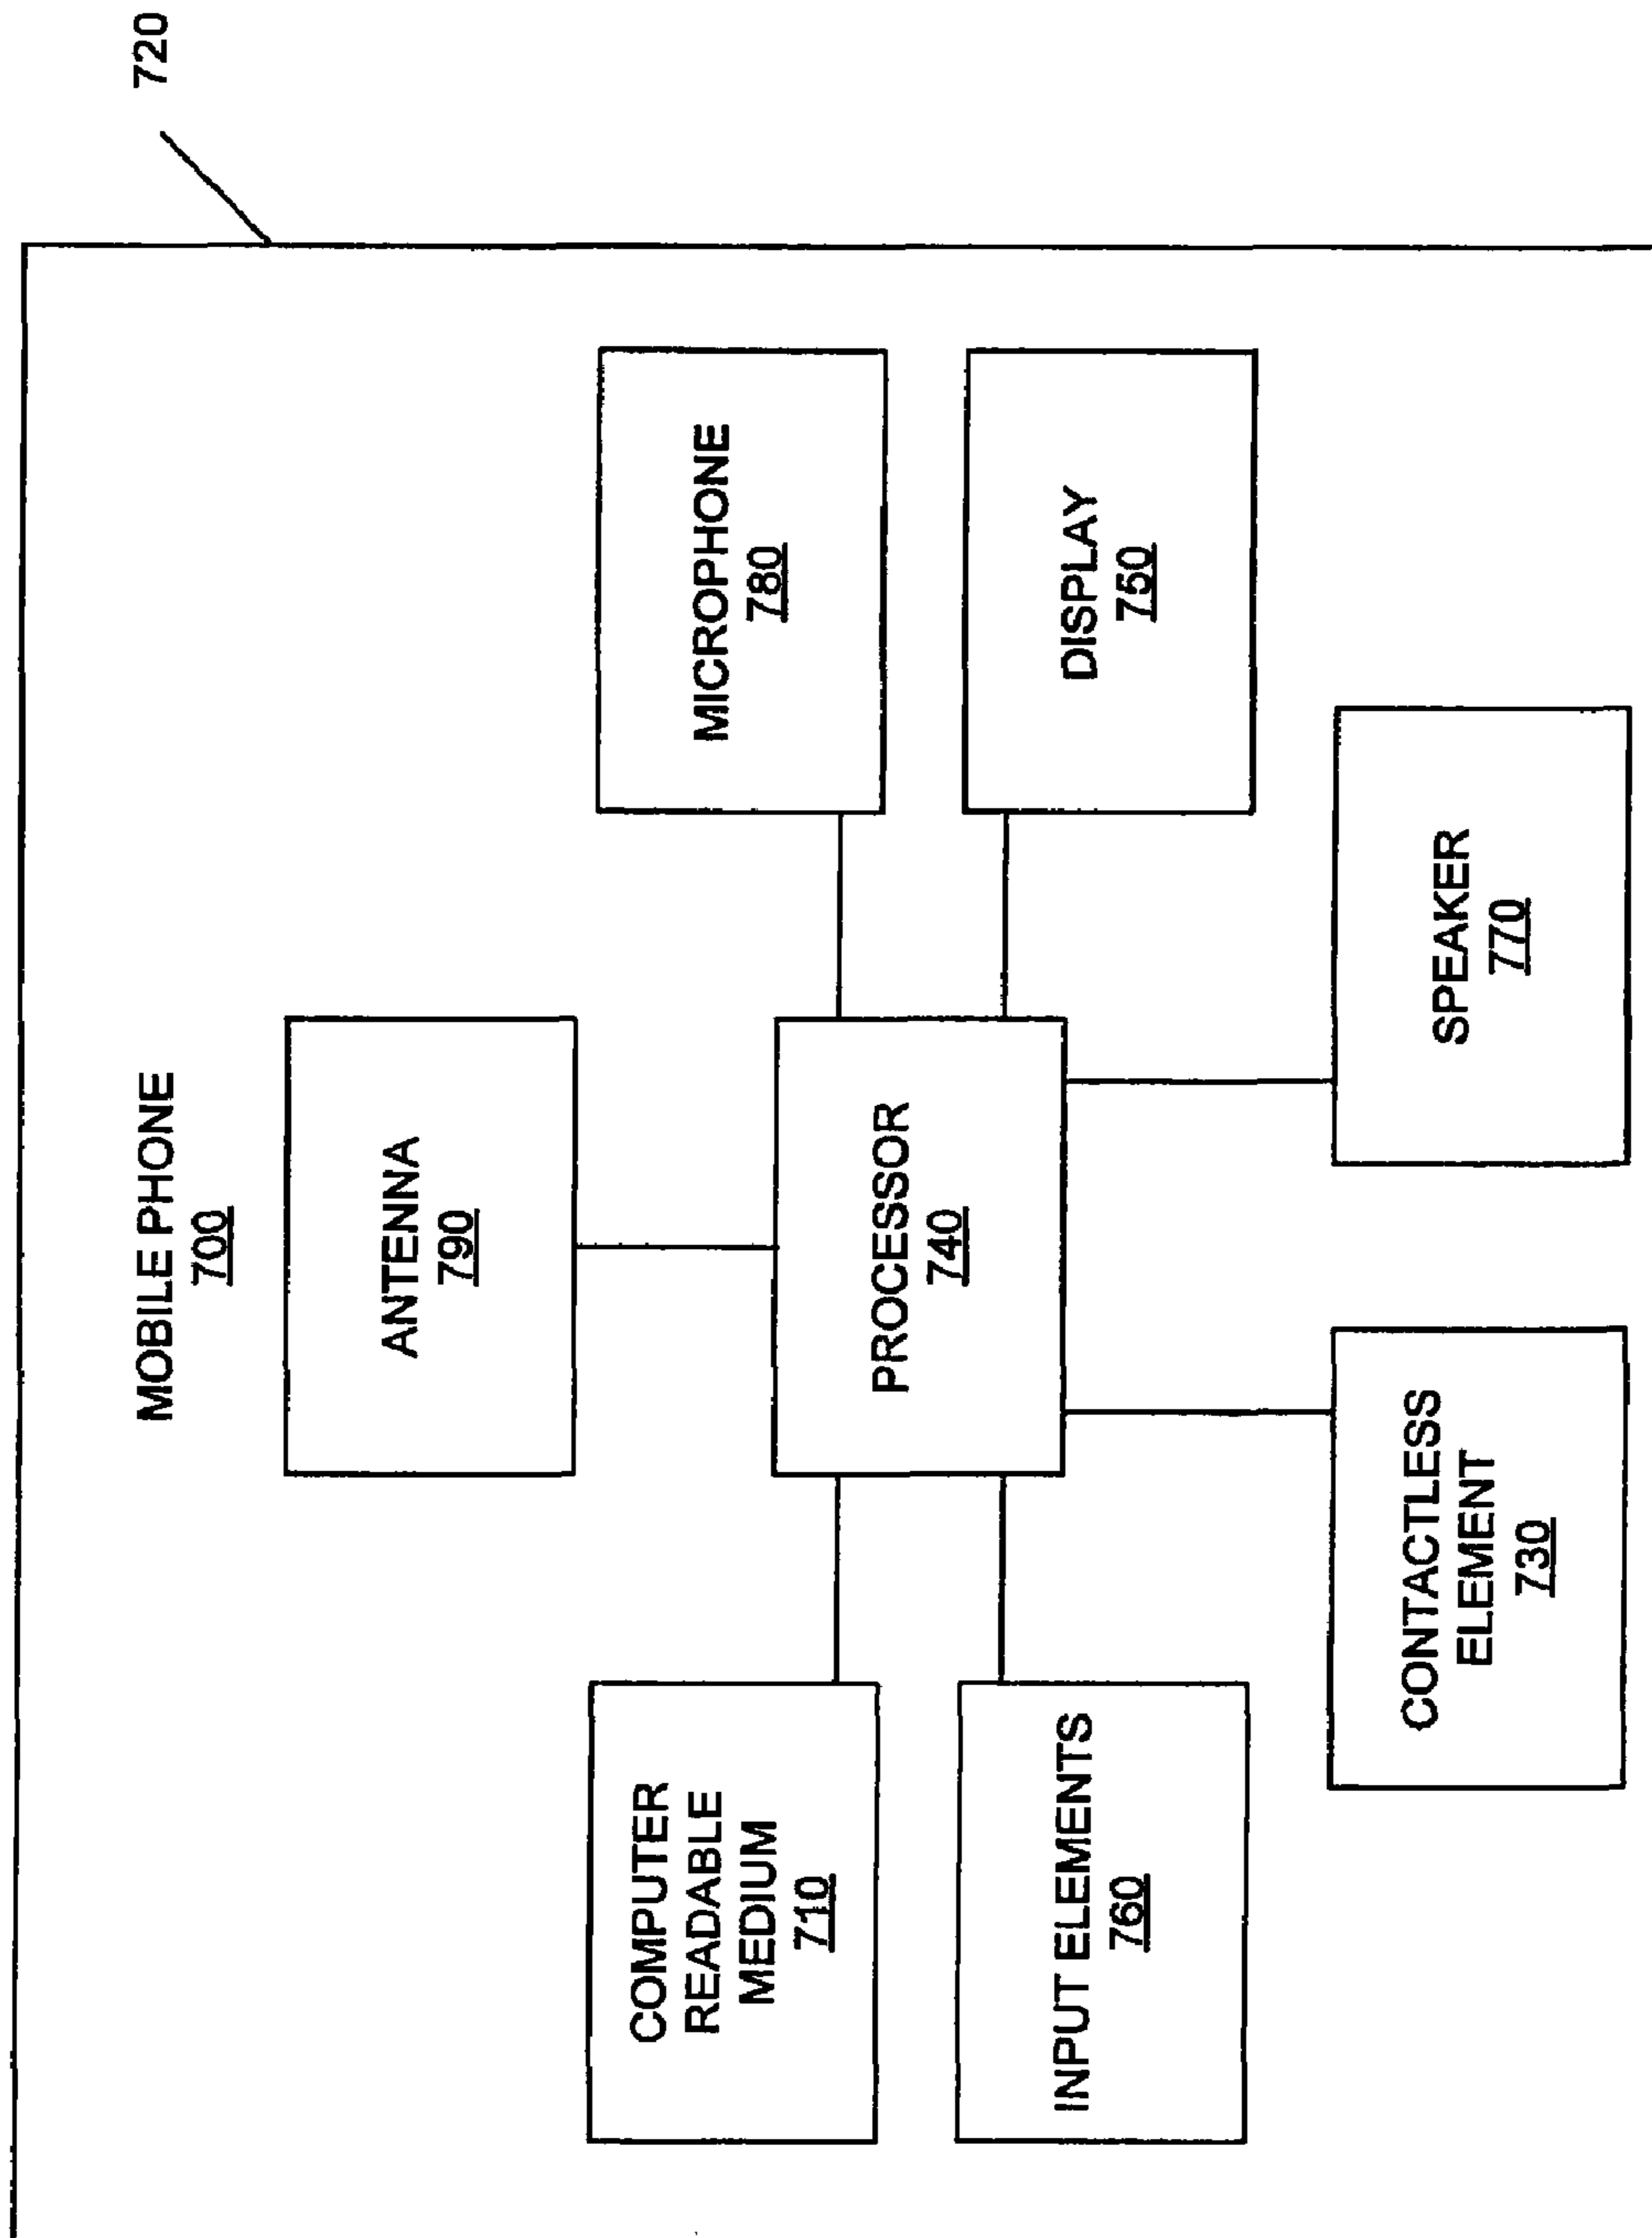 MOBILE PHONE
700
720
ANTENNA
790
COMPUTER
READABLE
MEDIUM
710
PROCESSOR
740
MICROPHONE
780
INPUT ELEMENTS
760
DISPLAY
750
CONTACTLESS
ELEMENT
730
SPEAKER
770